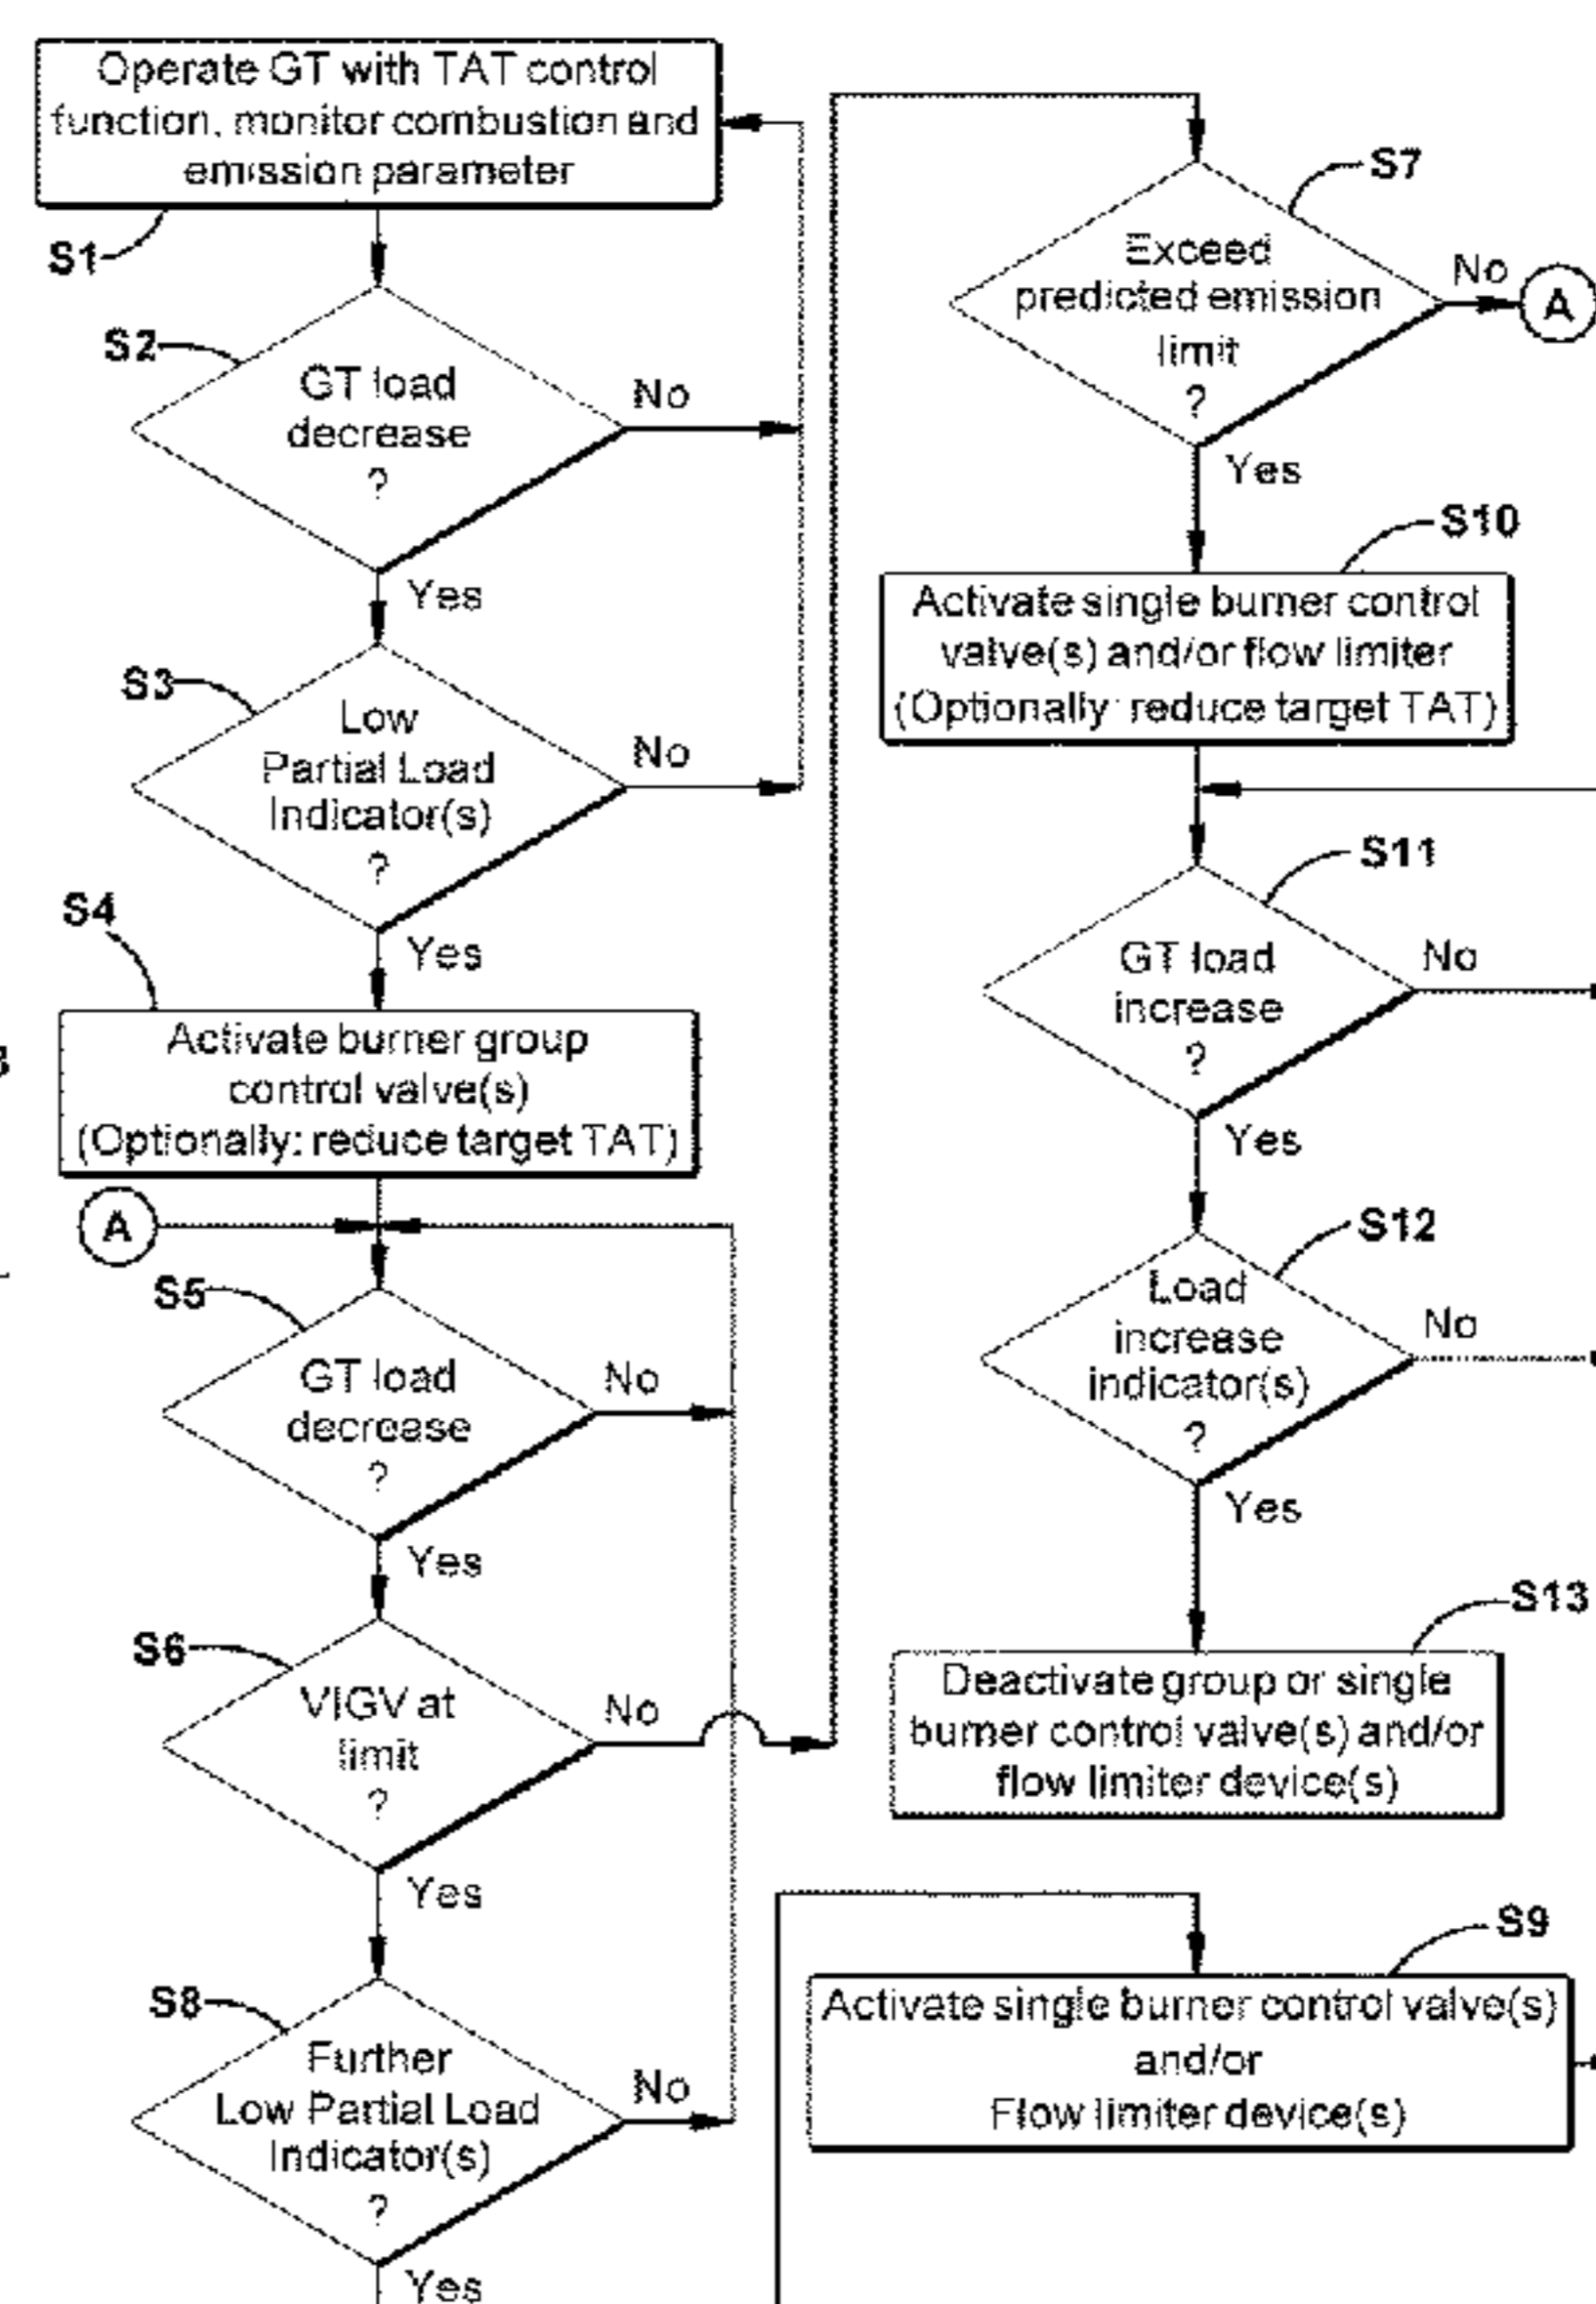 Operate GT with TAT control
function, monitor combustion and
emission parameter
S1
S2
GT load
decrease
?
No
Yes
S3
Low
Partial Load
Indicator(s)
?
No
Yes
S4
Activate burner group
control valve(s)
(Optionally: reduce target TAT)
A
S5
GT load
decrease
?
No
Yes
S6
VIGV at
limit
?
No
Yes
S8
Further
Low Partial Load
Indicator(s)
?
No
Yes
S7
Exceed
predicted emission
limit
?
No
A
Yes
S10
Activate single burner control
valve(s) and/or flow limiter
(Optionally: reduce target TAT)
S11
GT load
increase
?
No
Yes
S12
Load
increase
indicator(s)
?
No
Yes
S13
Deactivate group or single
burner control valve(s) and/or
flow limiter device(s)
S9
Activate single burner control valve(s)
and/or
Flow limiter device(s)